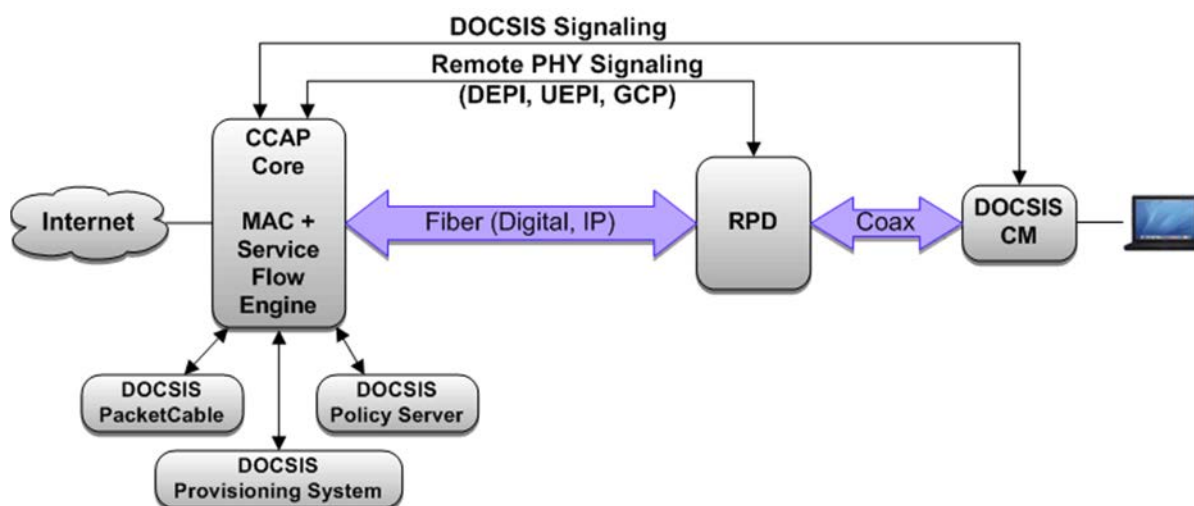 DOCSIS Signaling
Remote PHY Signaling
(DEPI, UEPI, GCP)
CCAP
Core
MAC +
Service
Flow
Engine
Internet
Fiber (Digital, IP)
RPD
Coax
DOCSIS
CM
DOCSIS
PacketCable
DOCSIS
Policy Server
DOCSIS
Provisioning System